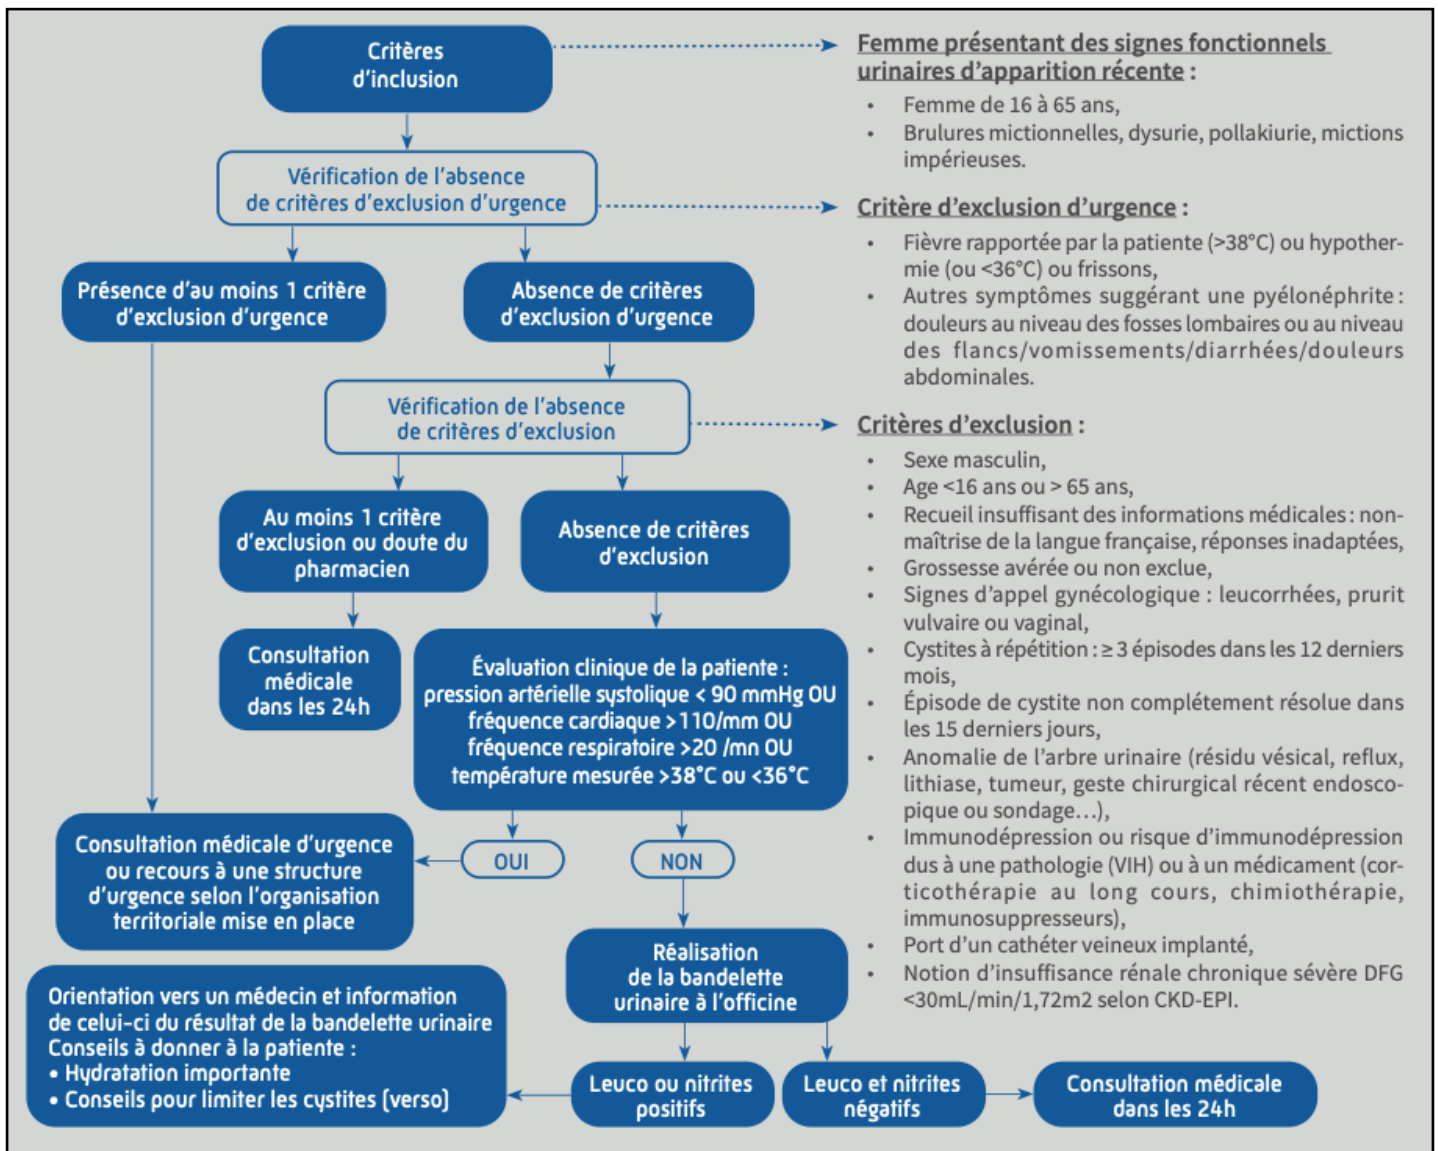 Critères
d'inclusion
Vérification de l'absence
de critères d'exclusion d'urgence
Présence d'au moins 1 critère
d'exclusion d'urgence
Absence de critères
d'exclusion d'urgence
Vérification de l'absence
de critères d'exclusion
Au moins 1 critère
d'exclusion ou doute du
pharmacien
Absence de critères
d'exclusion
Consultation
médicale
dans les 24h
Évaluation clinique de la patiente :
pression artérielle systolique < 90 mmHg OU
fréquence cardiaque >110/mm OU
fréquence respiratoire >20 /mn OU
température mesurée >38°C ou <36°C
Consultation médicale d'urgence
ou recours à une structure
d'urgence selon l'organisation
territoriale mise en place
OUI
NON
Réalisation
de la bandelette
urinaire à l'officine
Orientation vers un médecin et information
de celui-ci du résultat de la bandelette urinaire
Conseils à donner à la patiente :
• Hydratation importante
• Conseils pour limiter les cystites (verso)
Leuco ou nitrites
positifs
Leuco et nitrites
négatifs
Consultation médicale
dans les 24h
Femme présentant des signes fonctionnels
urinaires d'apparition récente :
• Femme de 16 à 65 ans,
• Brulures mictionnelles, dysurie, pollakiurie, mictions
impérieuses.
Critère d'exclusion d'urgence :
• Fièvre rapportée par la patiente (>38°C) ou hypother-
mie (ou <36°C) ou frissons,
• Autres symptômes suggérant une pyélonéphrite :
douleurs au niveau des fosses lombaires ou au niveau
des flancs/vomissements/diarrhées/douleurs
abdominales.
Critères d'exclusion :
• Sexe masculin,
• Age <16 ans ou > 65 ans,
• Recueil insuffisant des informations médicales : non-
maîtrise de la langue française, réponses inadaptées,
• Grossesse avérée ou non exclue,
• Signes d'appel gynécologique : leucorrhées, prurit
vulvaire ou vaginal,
• Cystites à répétition : ≥ 3 épisodes dans les 12 derniers
mois,
• Épisode de cystite non complétement résolue dans
les 15 derniers jours,
• Anomalie de l'arbre urinaire (résidu vésical, reflux,
lithiase, tumeur, geste chirurgical récent endosco-
pique ou sondage…),
• Immunodépression ou risque d'immunodépression
dus à une pathologie (VIH) ou à un médicament (cor-
ticothérapie au long cours, chimiothérapie,
immunosuppresseurs),
• Port d'un cathéter veineux implanté,
• Notion d'insuffisance rénale chronique sévère DFG
<30mL/min/1,72m2 selon CKD-EPI.